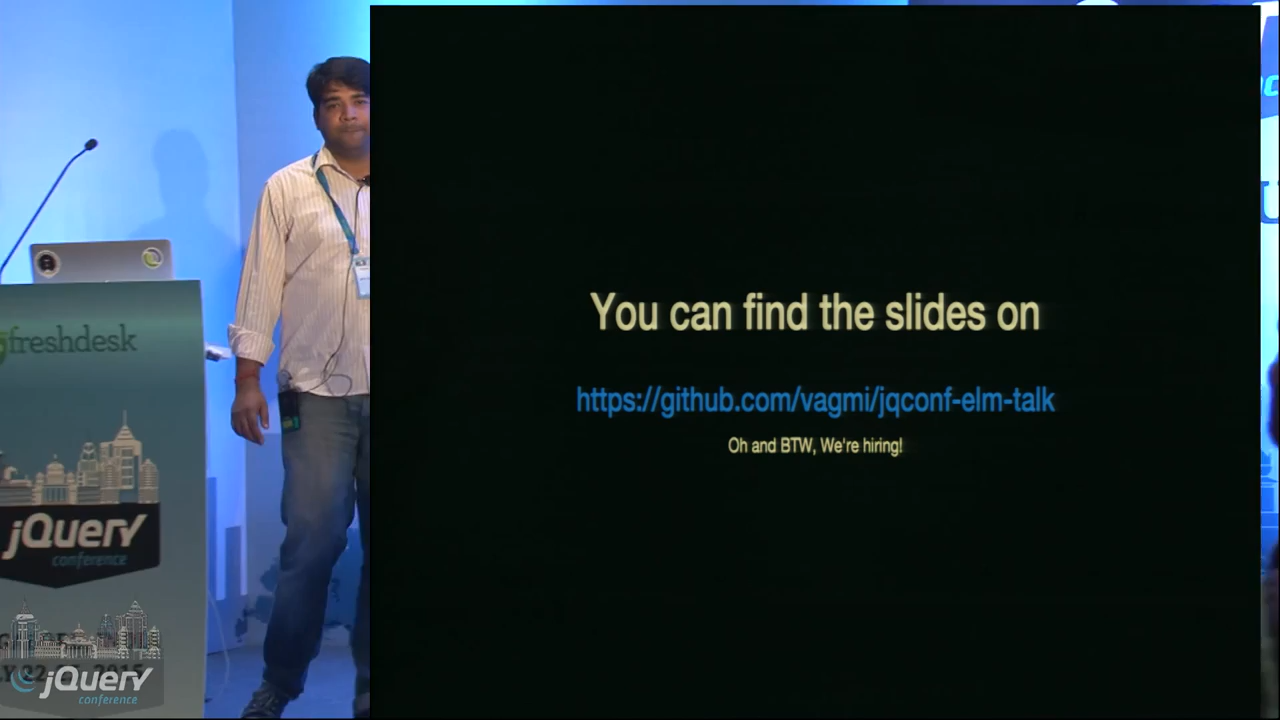 freshdesk
jQuery
conference
2015
jQuery
conference
You can find the slides on
https://github.com/vagmi/jqconf-elm-talk
Oh and BTW, We're hiring!